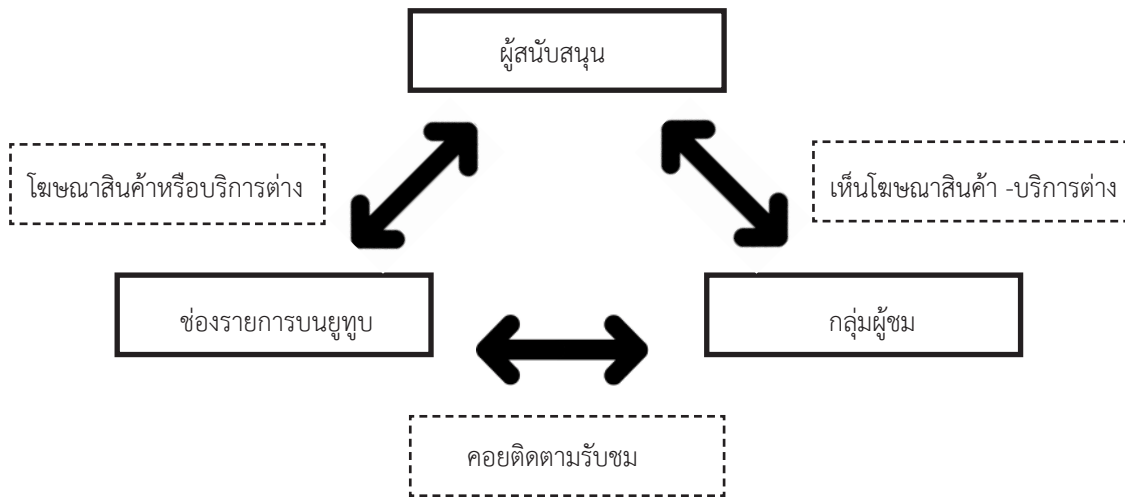 ผู้สนับสนุน
โฆษณาสินค้าหรือบริการต่าง
เห็นโฆษณาสินค้า -บริการต่าง
ช่องรายการบนยูทูบ
กลุ่มผู้ชม
คอยติดตามรับชม